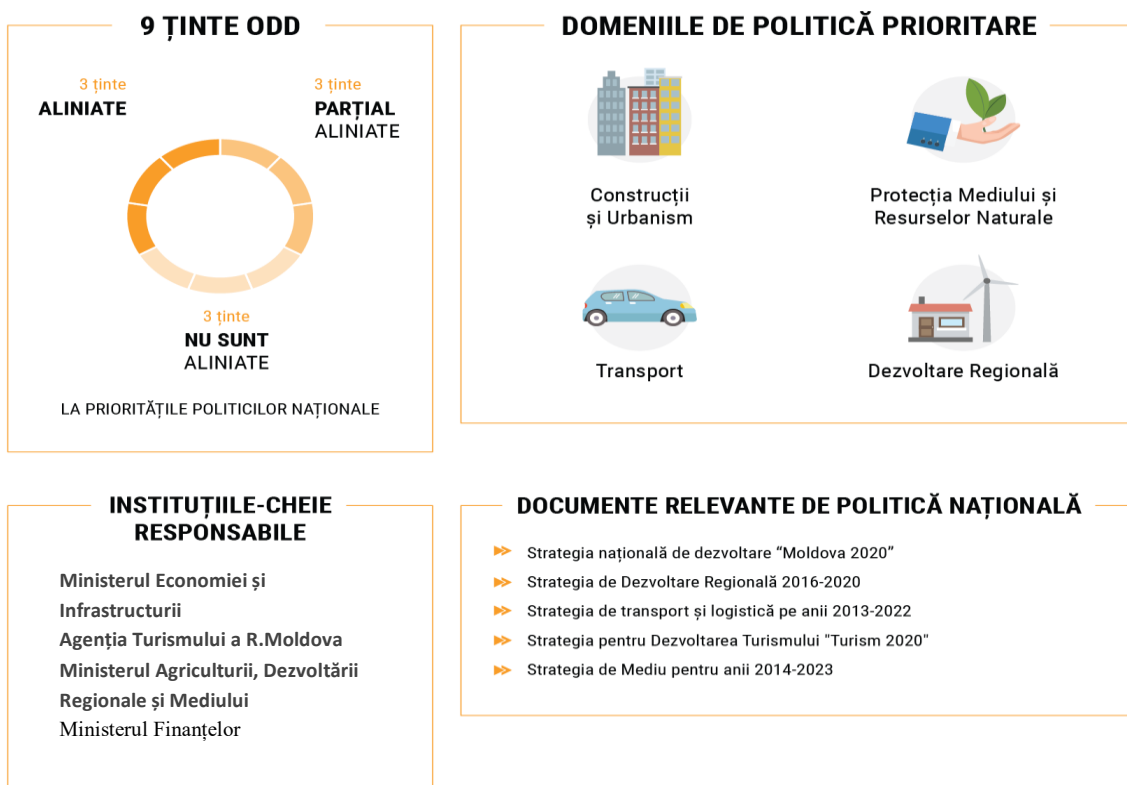 9 ȚINTE ODD
3 ținte
ALINIATE
3 ținte
PARȚIAL
ALINIATE
3 ținte
NU SUNT
ALINIATE
LA PRIORITĂȚILE POLITICILOR NAȚIONALE
DOMENIILE DE POLITICĂ PRIORITARE
Construcții
și Urbanism
Protecția Mediului și
Resurselor Naturale
Transport
Dezvoltare Regională
INSTITUȚIILE-CHEIE
RESPONSABILE
Ministerul Economiei și
Infrastructurii
Agenția Turismului a R.Moldova
Ministerul Agriculturii, Dezvoltării
Regionale și Mediului
Ministerul Finanțelor
DOCUMENTE RELEVANTE DE POLITICĂ NAȚIONALĂ
Strategia națională de dezvoltare “Moldova 2020”
Strategia de Dezvoltare Regională 2016-2020
Strategia de transport și logistică pe anii 2013-2022
Strategia pentru Dezvoltarea Turismului "Turism 2020"
Strategia de Mediu pentru anii 2014-2023